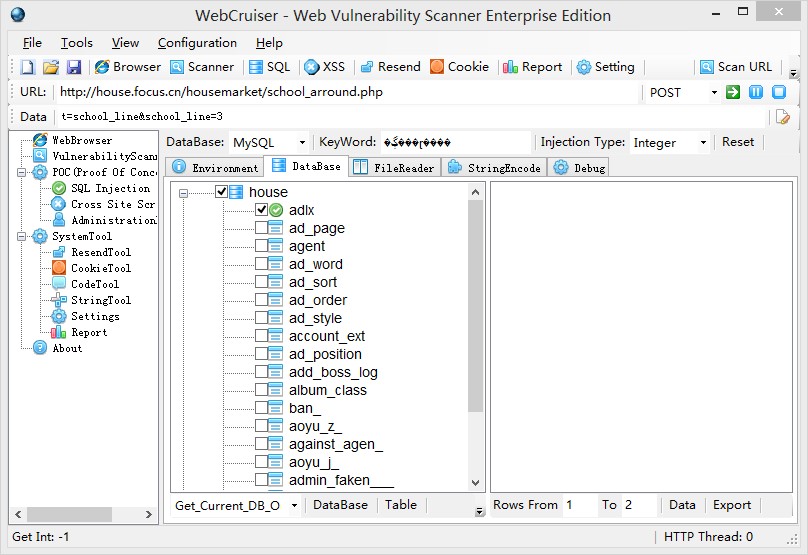 WebCruiser - Web Vulnerability Scanner Enterprise Edition
File Tools View Configuration Help
Browser Scanner SQL XSS Resend Cookie Report Setting Scan URL
URL: http://house.focus.cn/housemarket/school_arround.php POST
Data t=school_line&school_line=3
WebBrowser
VulnerabilityScan
POC(Proof Of Conce
SQL Injection
Cross Site Scr
Administration
SystemTool
ResendTool
CookieTool
CodeTool
StringTool
Settings
Report
About
DataBase: MySQL KeyWord: Injection Type: Integer Reset
Environment DataBase FileReader StringEncode Debug
house
adlx
ad_page
agent
ad_word
ad_sort
ad_order
ad_style
account_ext
ad_position
add_boss_log
album_class
ban_
aoyu_z_
against_agen_
aoyu_j_
admin_faken___
Get_Current_DB_O DataBase Table
Rows From 1 To 2 Data Export
Get Int: -1
HTTP Thread: 0